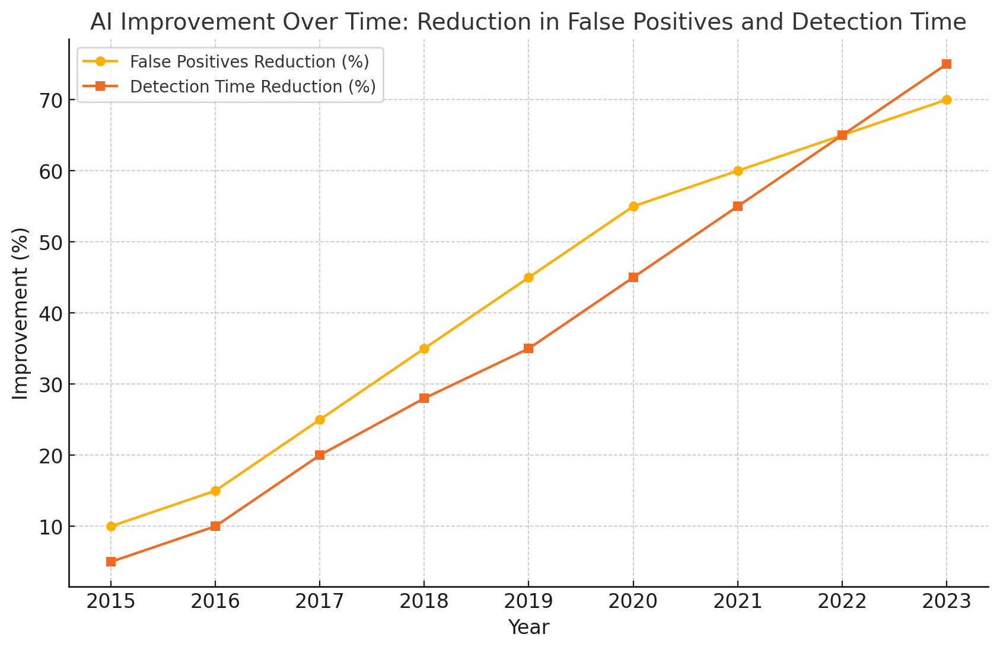 AI Improvement Over Time: Reduction in False Positives and Detection Time
False Positives Reduction (%)
Detection Time Reduction (%)
70
60
50
40
30
20
10
Improvement (%)
2015 2016 2017 2018 2019 2020 2021 2022 2023
Year